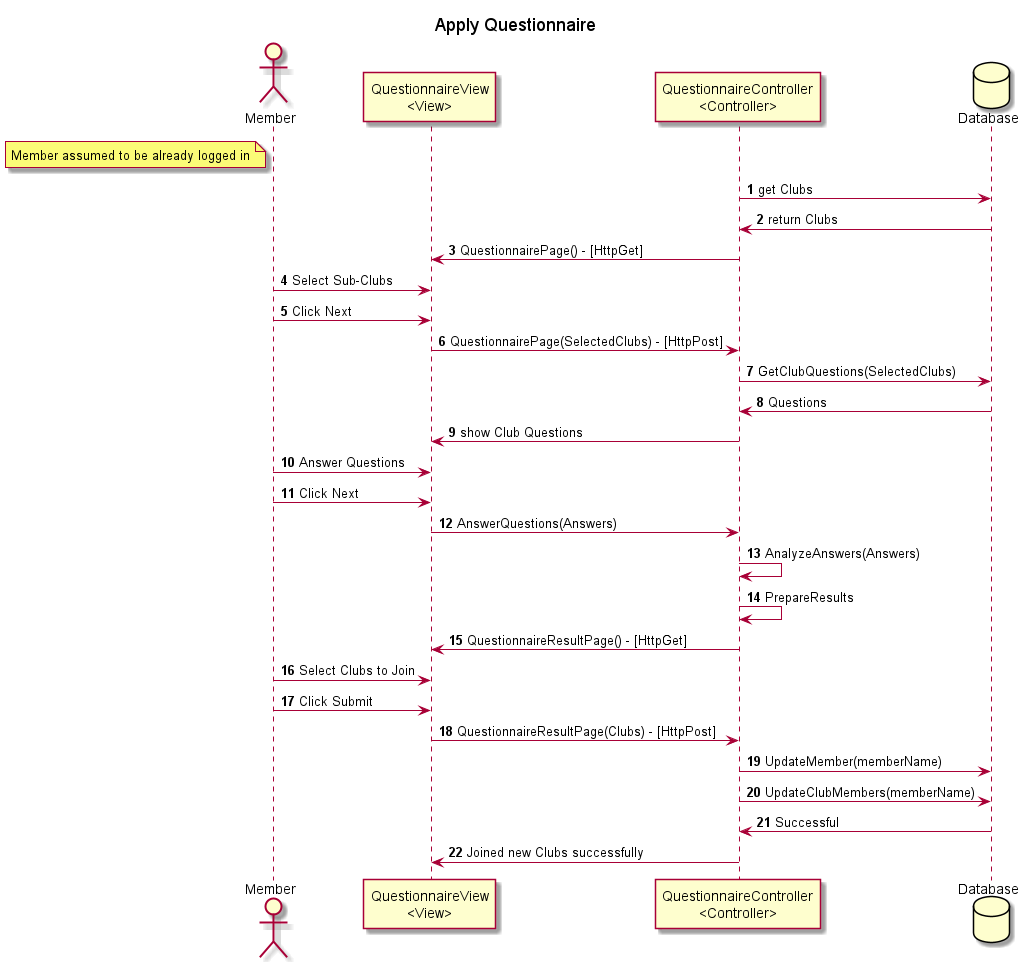 Apply Questionnaire
Member
QuestionnaireView
<View>
QuestionnaireController
<Controller>
Database
Member assumed to be already logged in
1 get Clubs
2 return Clubs
3 QuestionnairePage() - [HttpGet]
4 Select Sub-Clubs
5 Click Next
6 QuestionnairePage(SelectedClubs) - [HttpPost]
7 GetClubQuestions(SelectedClubs)
8 Questions
9 show Club Questions
10 Answer Questions
11 Click Next
12 AnswerQuestions(Answers)
13 AnalyzeAnswers(Answers)
14 PrepareResults
15 QuestionnaireResultPage() - [HttpGet]
16 Select Clubs to Join
17 Click Submit
18 QuestionnaireResultPage(Clubs) - [HttpPost]
19 UpdateMember(memberName)
20 UpdateClubMembers(memberName)
21 Successful
22 Joined new Clubs successfully
Member
QuestionnaireView
<View>
QuestionnaireController
<Controller>
Database